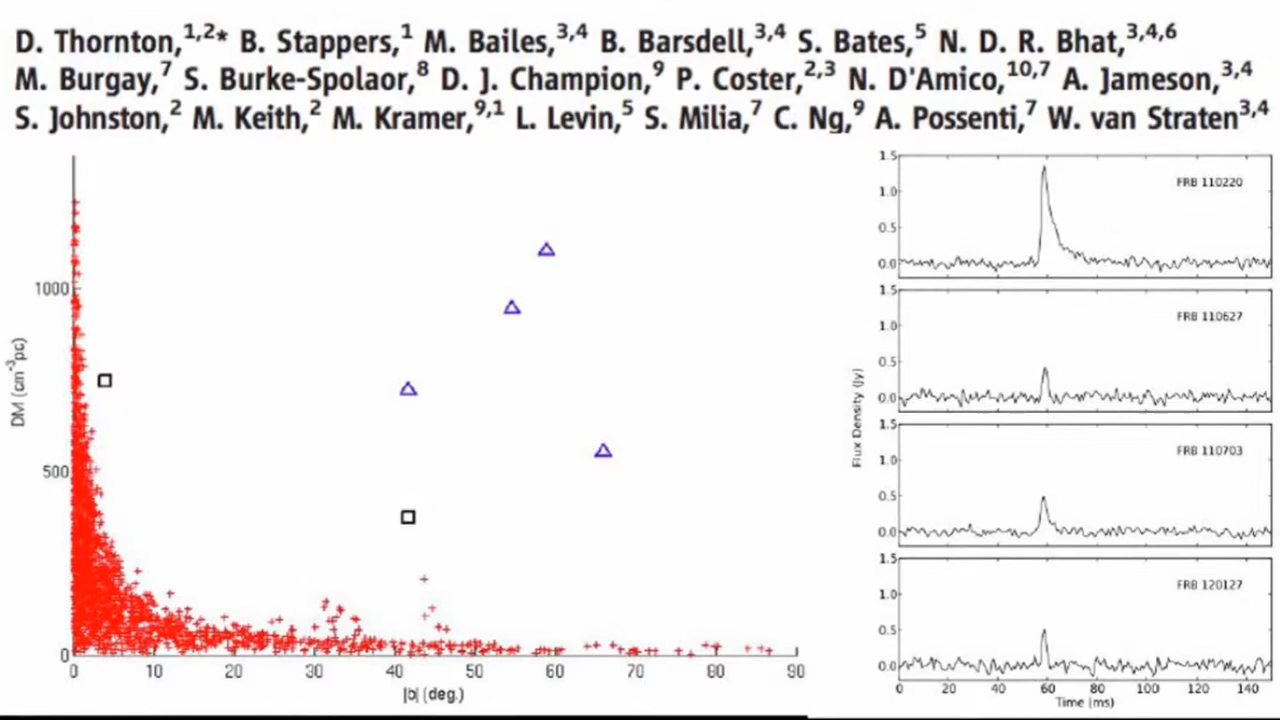 D. Thornton,1,2* B. Stappers,1 M. Bailes,3,4 B. Barsdell,3,4 S. Bates,5 N. D. R. Bhat,3,4,6
M. Burgay,7 S. Burke-Spolaor,8 D. J. Champion,9 P. Coster,2,3 N. D'Amico,10,7 A. Jameson,3,4
S. Johnston,2 M. Keith,2 M. Kramer,9,1 L. Levin,5 S. Milia,7 C. Ng,9 A. Possenti,7 W. van Straten3,4
1000
500
0
DM (cm-3pc)
0 10 20 30 40 50 60 70 80 90
|b| (deg.)
Flux Density (Jy)
1.5
1.0
0.5
0.0
FRB 110220
1.5
1.0
0.5
0.0
FRB 110627
1.5
1.0
0.5
0.0
FRB 110703
1.5
1.0
0.5
0.0
FRB 120127
0 20 40 60 80 100 120 140
Time (ms)